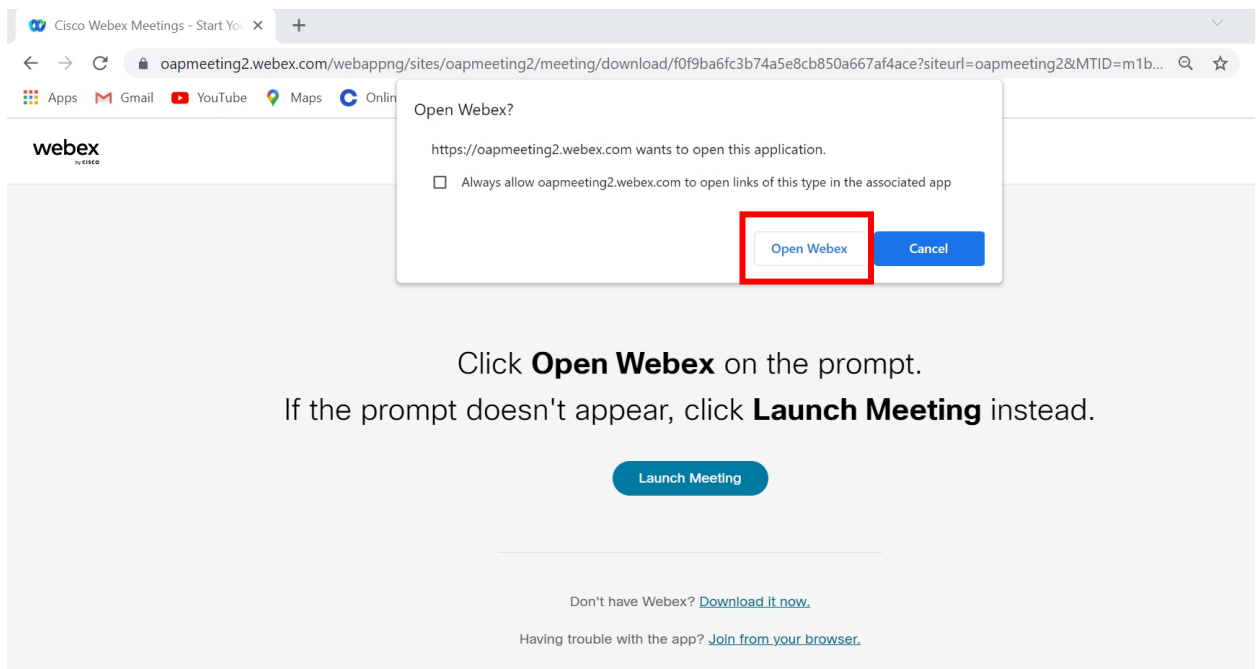 Cisco Webex Meetings - Start Yo
oapmeeting2.webex.com/webappng/sites/oapmeeting2/meeting/download/f0f9ba6fc3b74a5e8cb850a667af4ace?siteurl=oapmeeting2&MTID=m1b...
Apps Gmail YouTube Maps Onlin
Open Webex?
https://oapmeeting2.webex.com wants to open this application.
Always allow oapmeeting2.webex.com to open links of this type in the associated app
Open Webex Cancel
webex
by CISCO
Click Open Webex on the prompt.
If the prompt doesn't appear, click Launch Meeting instead.
Launch Meeting
Don't have Webex? Download it now.
Having trouble with the app? Join from your browser.